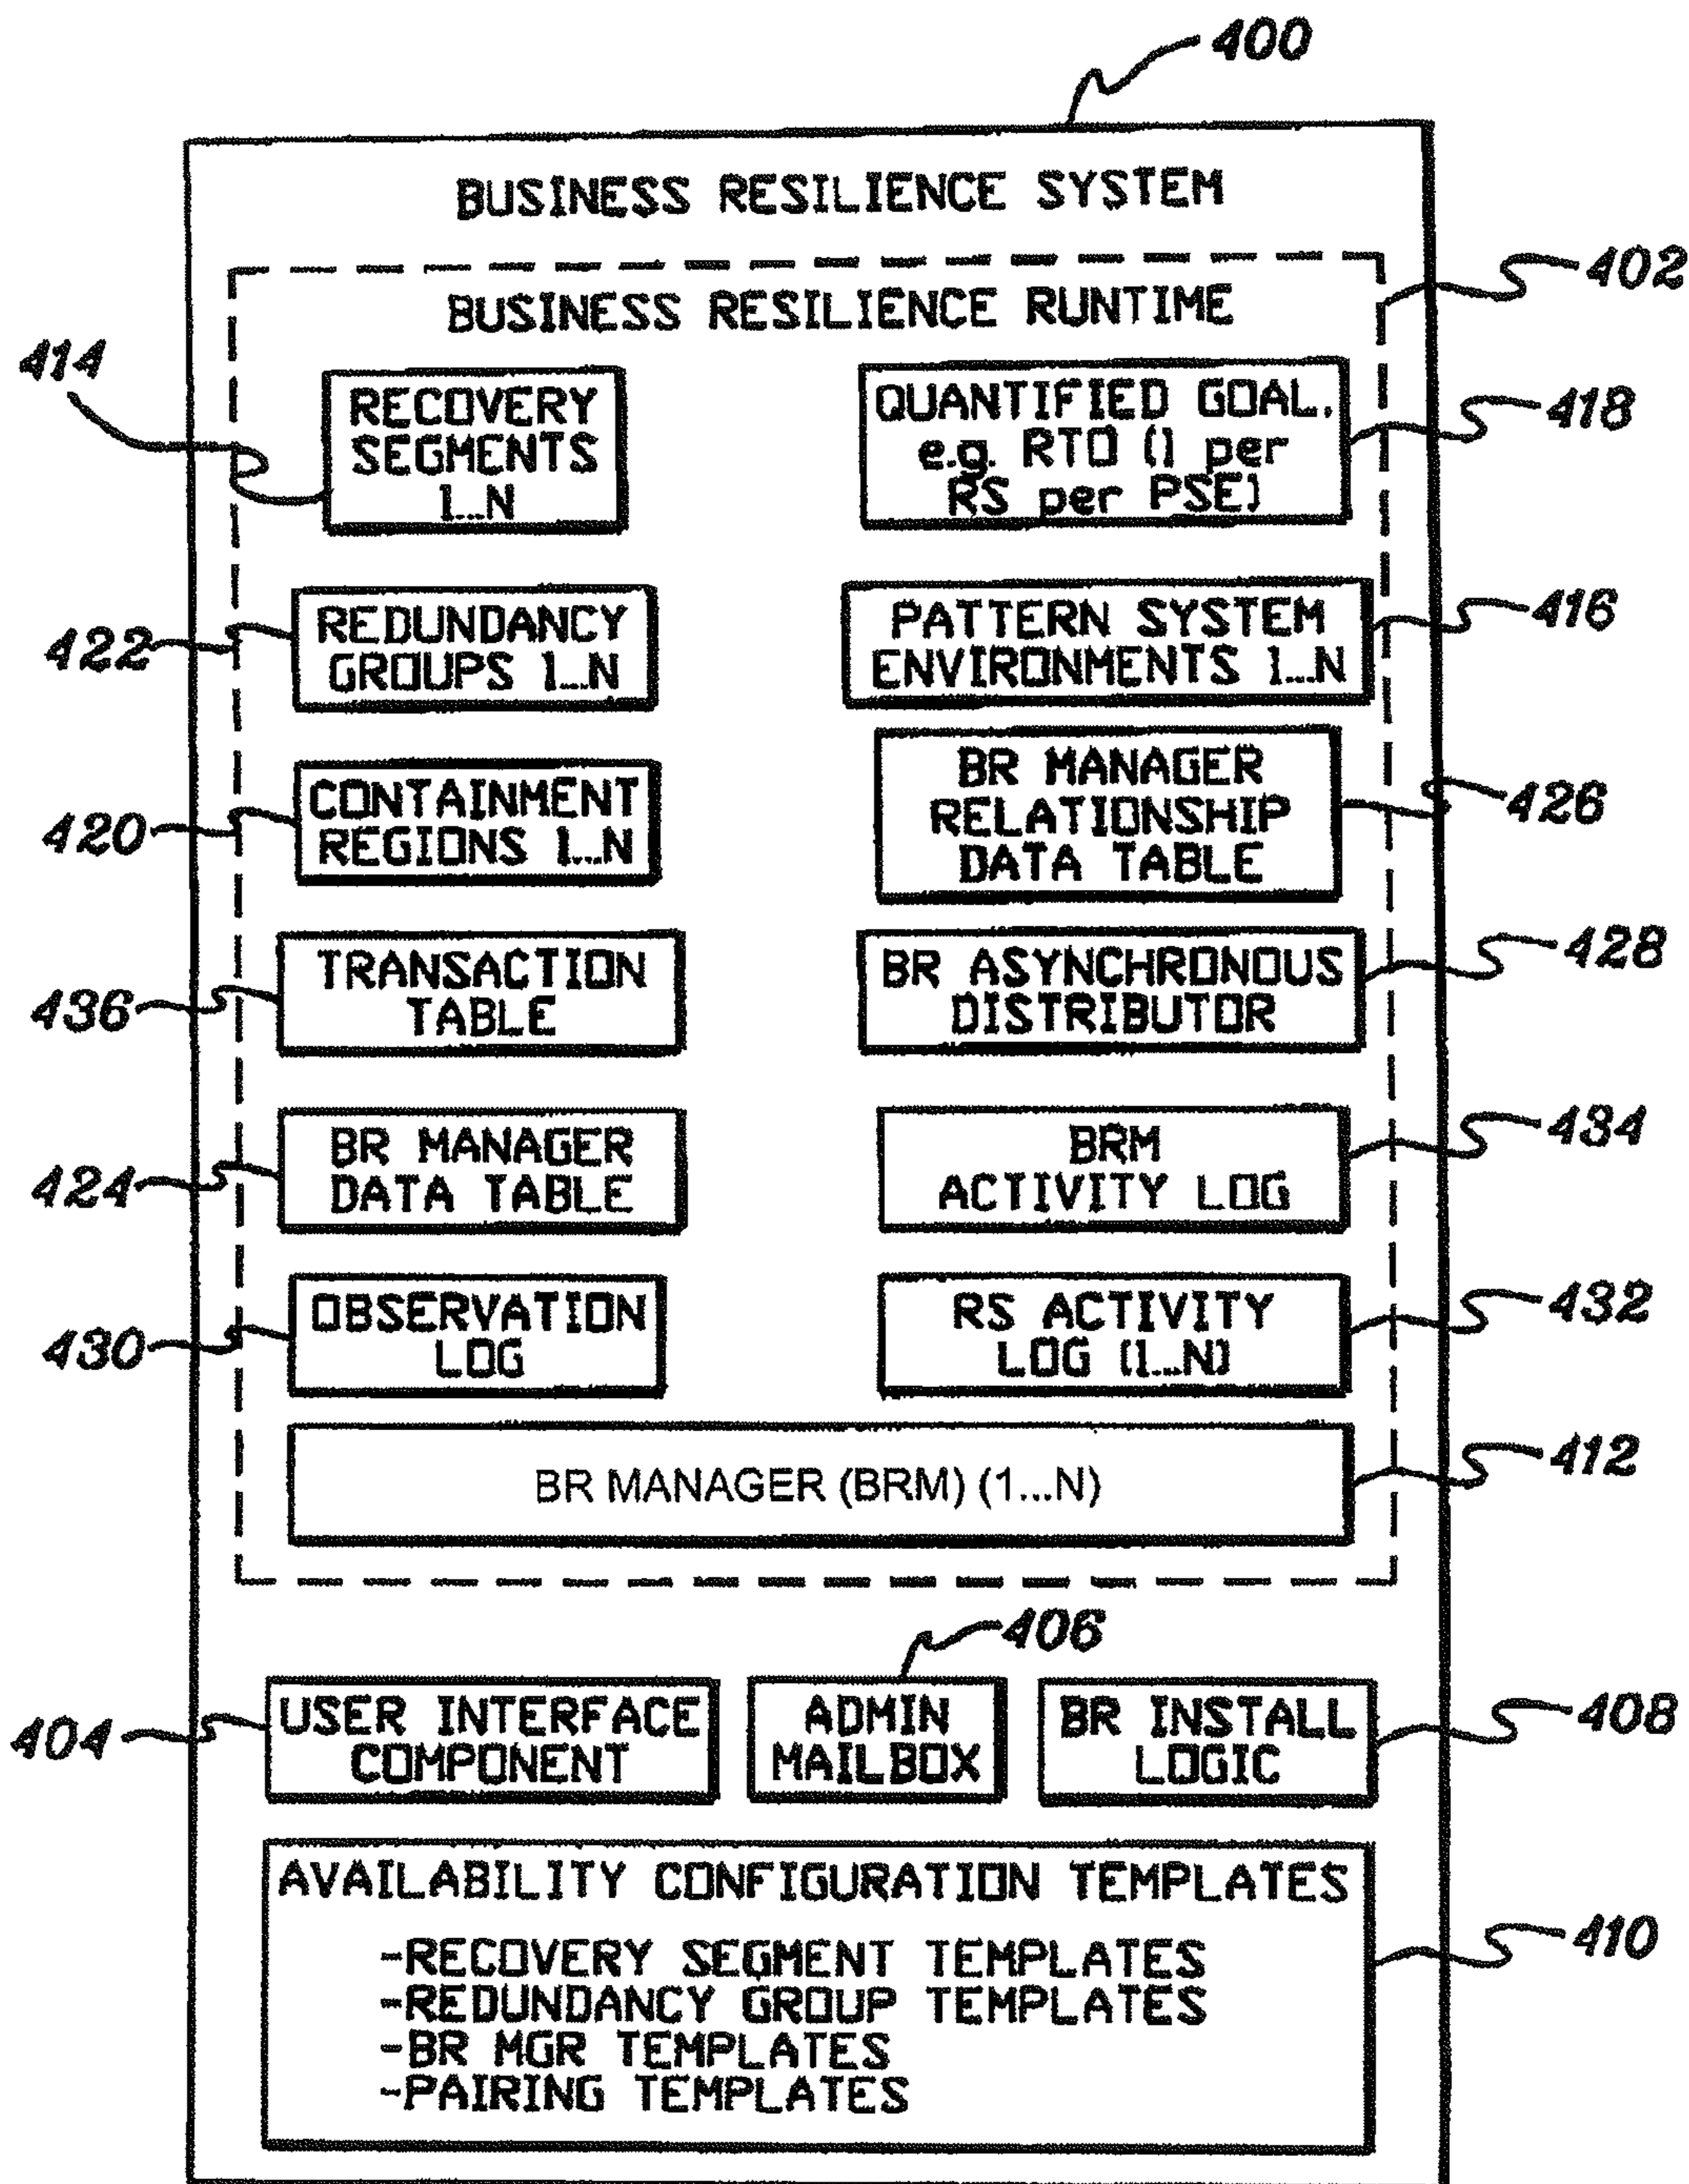 400
BUSINESS RESILIENCE SYSTEM
402
BUSINESS RESILIENCE RUNTIME
414
RECOVERY
SEGMENTS
1...N
QUANTIFIED GOAL,
e.g. RTO (1 per
RS per PSE)
418
422
REDUNDANCY
GROUPS 1...N
PATTERN SYSTEM
ENVIRONMENTS 1...N
416
420
CONTAINMENT
REGIONS 1...N
BR MANAGER
RELATIONSHIP
DATA TABLE
426
436
TRANSACTION
TABLE
BR ASYNCHRONOUS
DISTRIBUTOR
428
424
BR MANAGER
DATA TABLE
BRM
ACTIVITY LOG
434
430
OBSERVATION
LOG
RS ACTIVITY
LOG (1...N)
432
BR MANAGER (BRM) (1...N)
412
406
404
USER INTERFACE
COMPONENT
ADMIN
MAILBOX
BR INSTALL
LOGIC
408
AVAILABILITY CONFIGURATION TEMPLATES
-RECOVERY SEGMENT TEMPLATES
-REDUNDANCY GROUP TEMPLATES
-BR MGR TEMPLATES
-PAIRING TEMPLATES
410